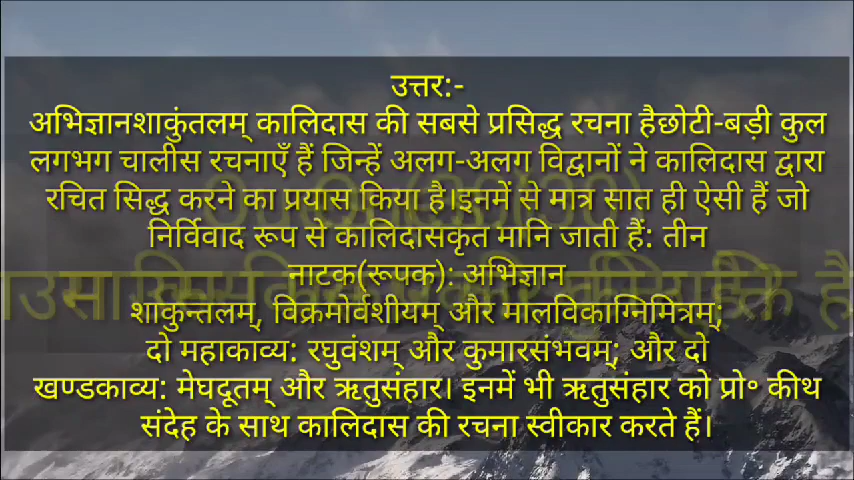 उत्तर:-
अभिज्ञानशाकुंतलम् कालिदास की सबसे प्रसिद्ध रचना हैछोटी-बड़ी कुल
लगभग चालीस रचनाएँ हैं जिन्हें अलग-अलग विद्वानों ने कालिदास द्वारा
रचित सिद्ध करने का प्रयास किया है।इनमें से मात्र सात ही ऐसी हैं जो
निर्विवाद रूप से कालिदासकृत मानि जाती हैं: तीन
नाटक(रूपक): अभिज्ञान
शाकुन्तलम्, विक्रमोर्वशीयम् और मालविकाग्निमित्रम्;
दो महाकाव्य: रघुवंशम् और कुमारसंभवम्; और दो
खण्डकाव्य: मेघदूतम् और ऋतुसंहार। इनमें भी ऋतुसंहार को प्रो॰ कीथ
संदेह के साथ कालिदास की रचना स्वीकार करते हैं।